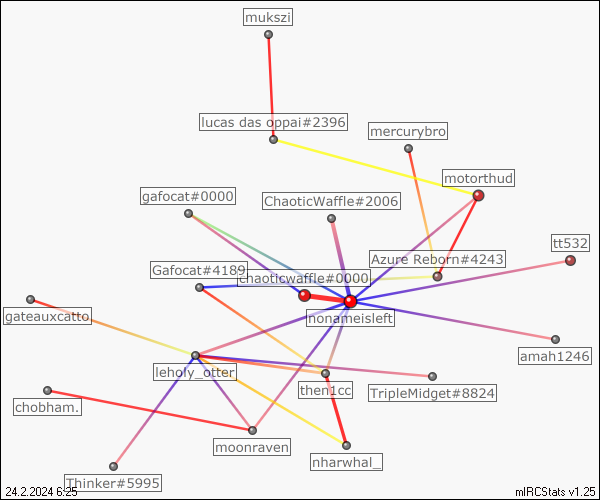 mukszi
lucas das oppai#2396
mercurybro
motorthud
gafocat#0000
ChaoticWaffle#2006
tt532
Azure Reborn#4243
Gafocat#4189
chaoticwaffle#0000
gateauxcatto
nonameisleft
amah1246
leholy_otter
then1cc
TripleMidget#8824
chobham.
moonraven
nharwhal_
Thinker#5995
24.2.2024 6:25
mIRCStats v1.25